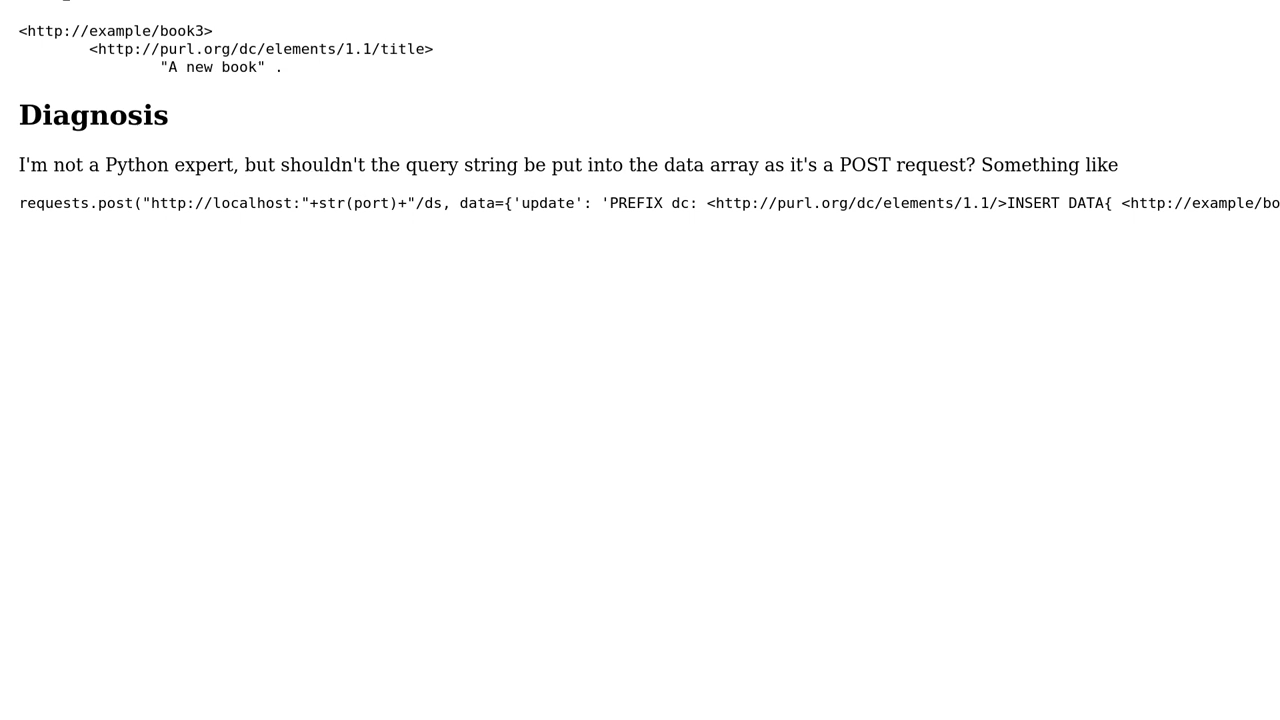 <http://example/book3>
<http://purl.org/dc/elements/1.1/title>
"A new book" .
Diagnosis
I'm not a Python expert, but shouldn't the query string be put into the data array as it's a POST request? Something like
requests.post("http://localhost:"+str(port)+"/ds, data={'update': 'PREFIX dc: <http://purl.org/dc/elements/1.1/>INSERT DATA{ <http://example/bo